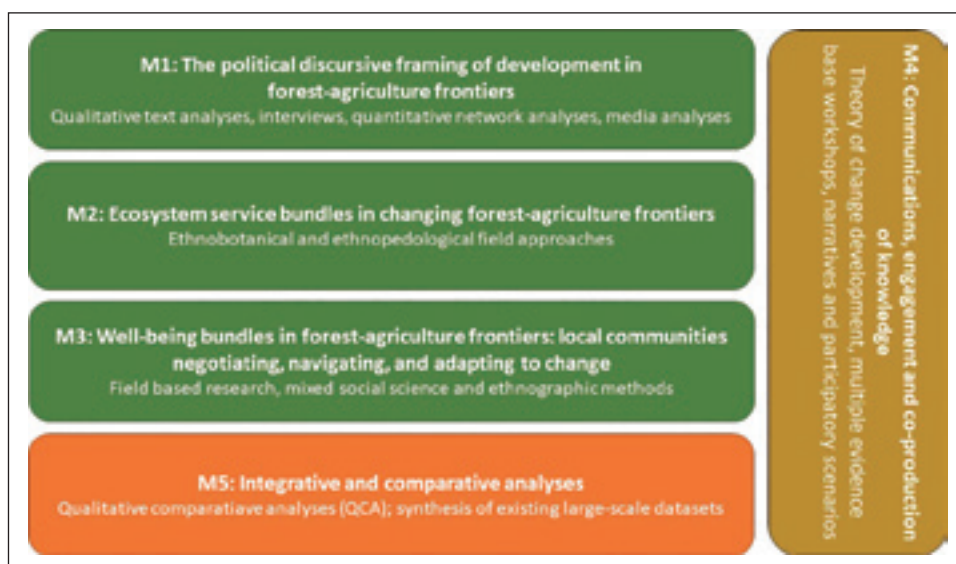 M1: The political discursive framing of development in
forest-agriculture frontiers
Qualitative text analyses, interviews, quantitative network analyses, media analyses
M2: Ecosystem service bundles in changing forest-agriculture frontiers
Ethnobotanical and ethnopedological field approaches
M3: Well-being bundles in forest-agriculture frontiers: local communities
negotiating, navigating, and adapting to change
Field based research, mixed social science and ethnographic methods
M5: Integrative and comparative analyses
Qualitative comparatiave analyses (QCA); synthesis of existing large-scale datasets
M4: Communications, engagement and co-production
of knowledge
Theory of change development, multiple evidence
base workshops, narratives and participatory scenarios